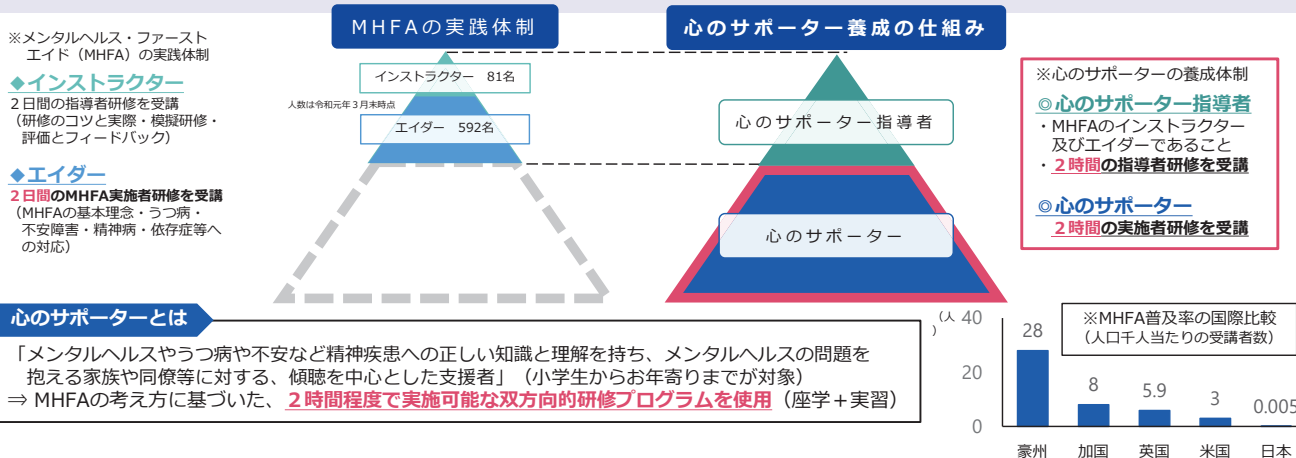 MHFAの実践体制
心のサポーター養成の仕組み
※メンタルヘルス・ファースト
エイド（MHFA）の実践体制
◆インストラクター
２日間の指導者研修を受講
（研修のコツと実際・模擬研修・
評価とフィードバック）
◆エイダー
２日間のMHFA実施者研修を受講
（MHFAの基本理念・うつ病・
不安障害・精神病・依存症等へ
の対応）
インストラクター　81名
人数は令和元年３月末時点
エイダー　592名
心のサポーター指導者
心のサポーター
※心のサポーターの養成体制
◎心のサポーター指導者
・MHFAのインストラクター
及びエイダーであること
・２時間の指導者研修を受講
◎心のサポーター
２時間の実施者研修を受講
心のサポーターとは
「メンタルヘルスやうつ病や不安など精神疾患への正しい知識と理解を持ち、メンタルヘルスの問題を
抱える家族や同僚等に対する、傾聴を中心とした支援者」（小学生からお年寄りまでが対象）
⇒ MHFAの考え方に基づいた、２時間程度で実施可能な双方向的研修プログラムを使用（座学＋実習）
（人
）
※MHFA普及率の国際比較
（人口千人当たりの受講者数）
40
20
0
28
8
5.9
3
0.005
豪州
加国
英国
米国
日本